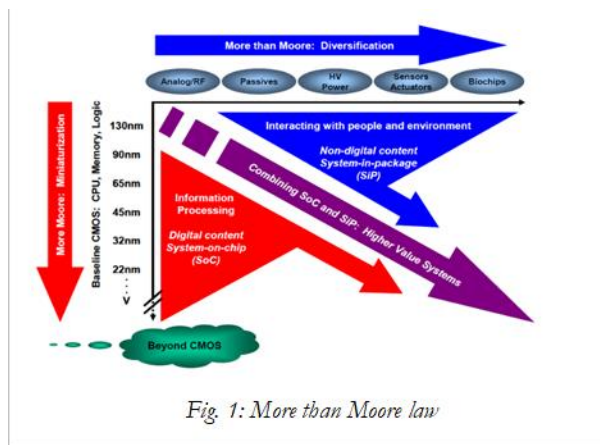 More than Moore: Diversification
Analog/RF
Passives
HV
Power
Sensors
Actuators
Biochips
More Moore: Miniaturization
Baseline CMOS: CPU, Memory, Logic
130nm
90nm
65nm
45nm
32nm
22nm
Interacting with people and environment
Non-digital content
System-in-package
(SiP)
Combining SoC and SiP: Higher Value Systems
Information
Processing
Digital content
System-on-chip
(SoC)
Beyond CMOS
Fig. 1: More than Moore law